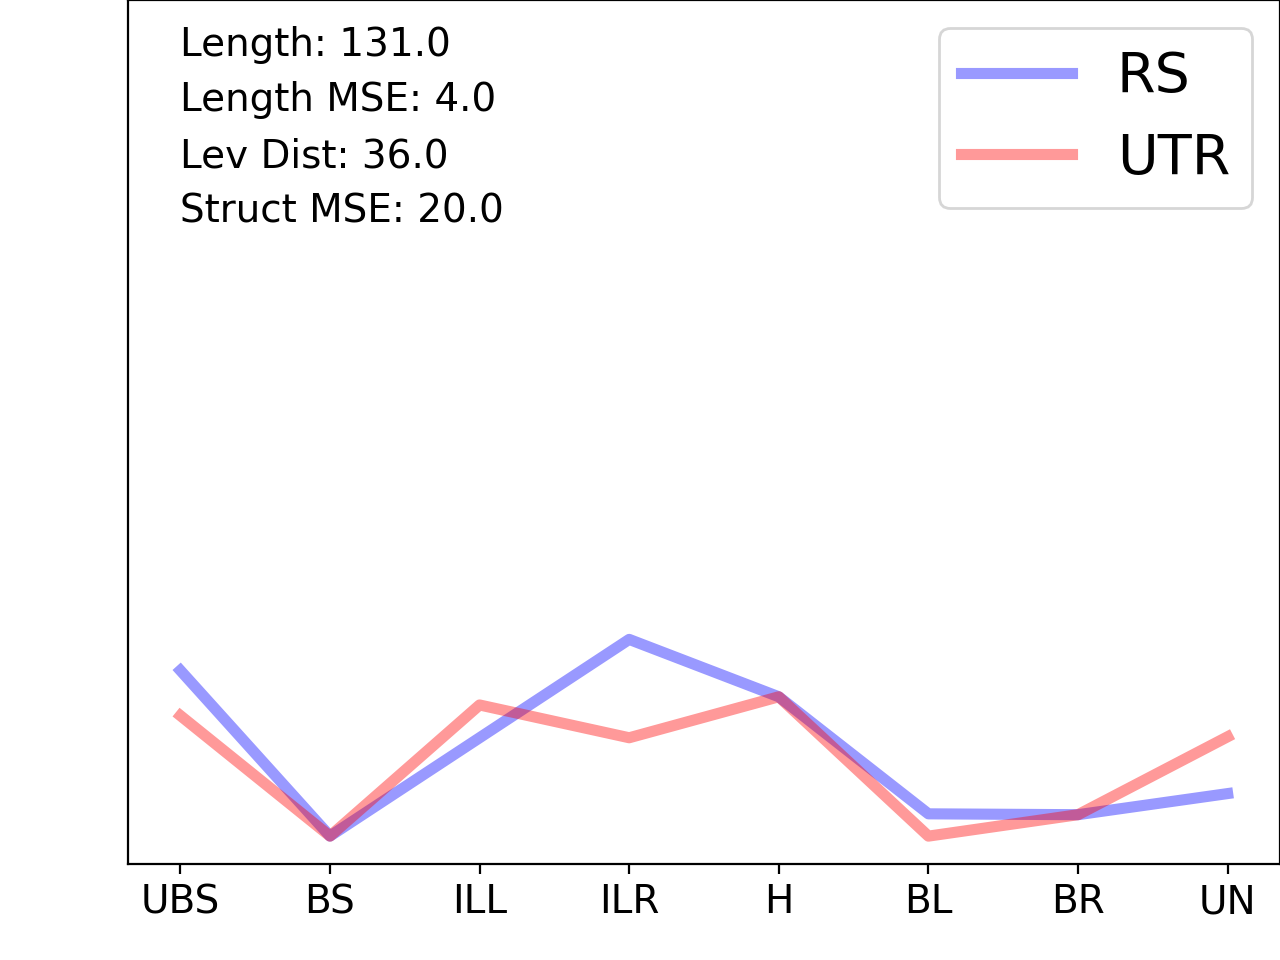 Length: 131.0
Length MSE: 4.0
Lev Dist: 36.0
Struct MSE: 20.0
RS
UTR
UBS BS ILL ILR H BL BR UN